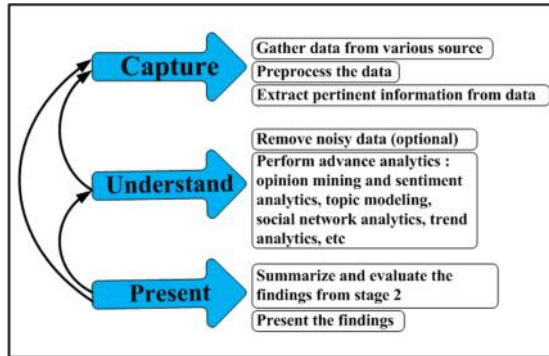 Capture
Gather data from various source
Preprocess the data
Extract pertinent information from data
Understand
Remove noisy data (optional)
Perform advance analytics :
opinion mining and sentiment
analytics, topic modeling,
social network analytics, trend
analytics, etc
Present
Summarize and evaluate the
findings from stage 2
Present the findings